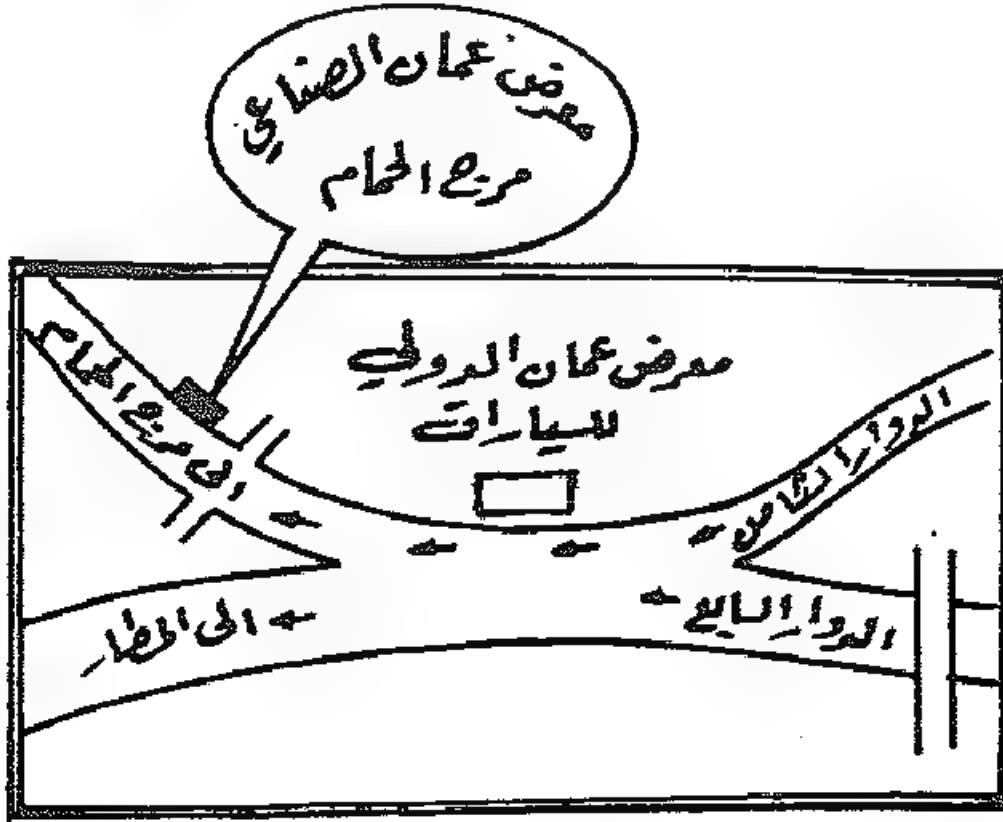 معرض عمان الصناعي
مرج الحمام
معرض عمان الدولي
للسيارات
الدوار الثامن
الى مرج الحمام
الدوار السابع
الى المطار